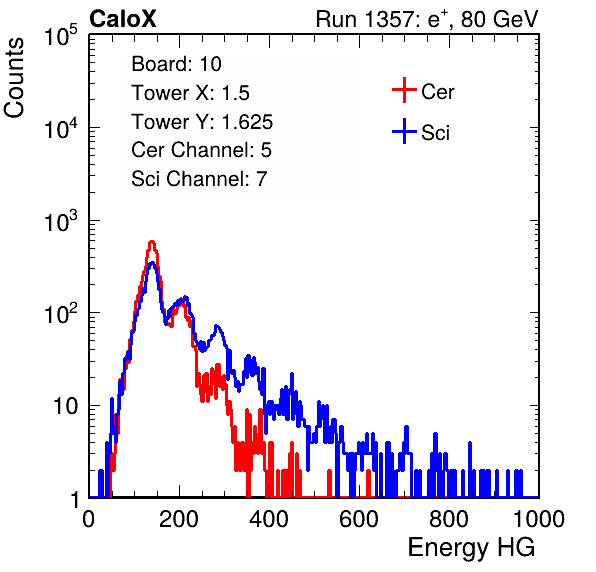 CaloX Run 1357: e⁺, 80 GeV
Counts
Board: 10
Tower X: 1.5
Tower Y: 1.625
Cer Channel: 5
Sci Channel: 7
Cer
Sci
10⁵
10⁴
10³
10²
10
1
0 200 400 600 800 1000
Energy HG